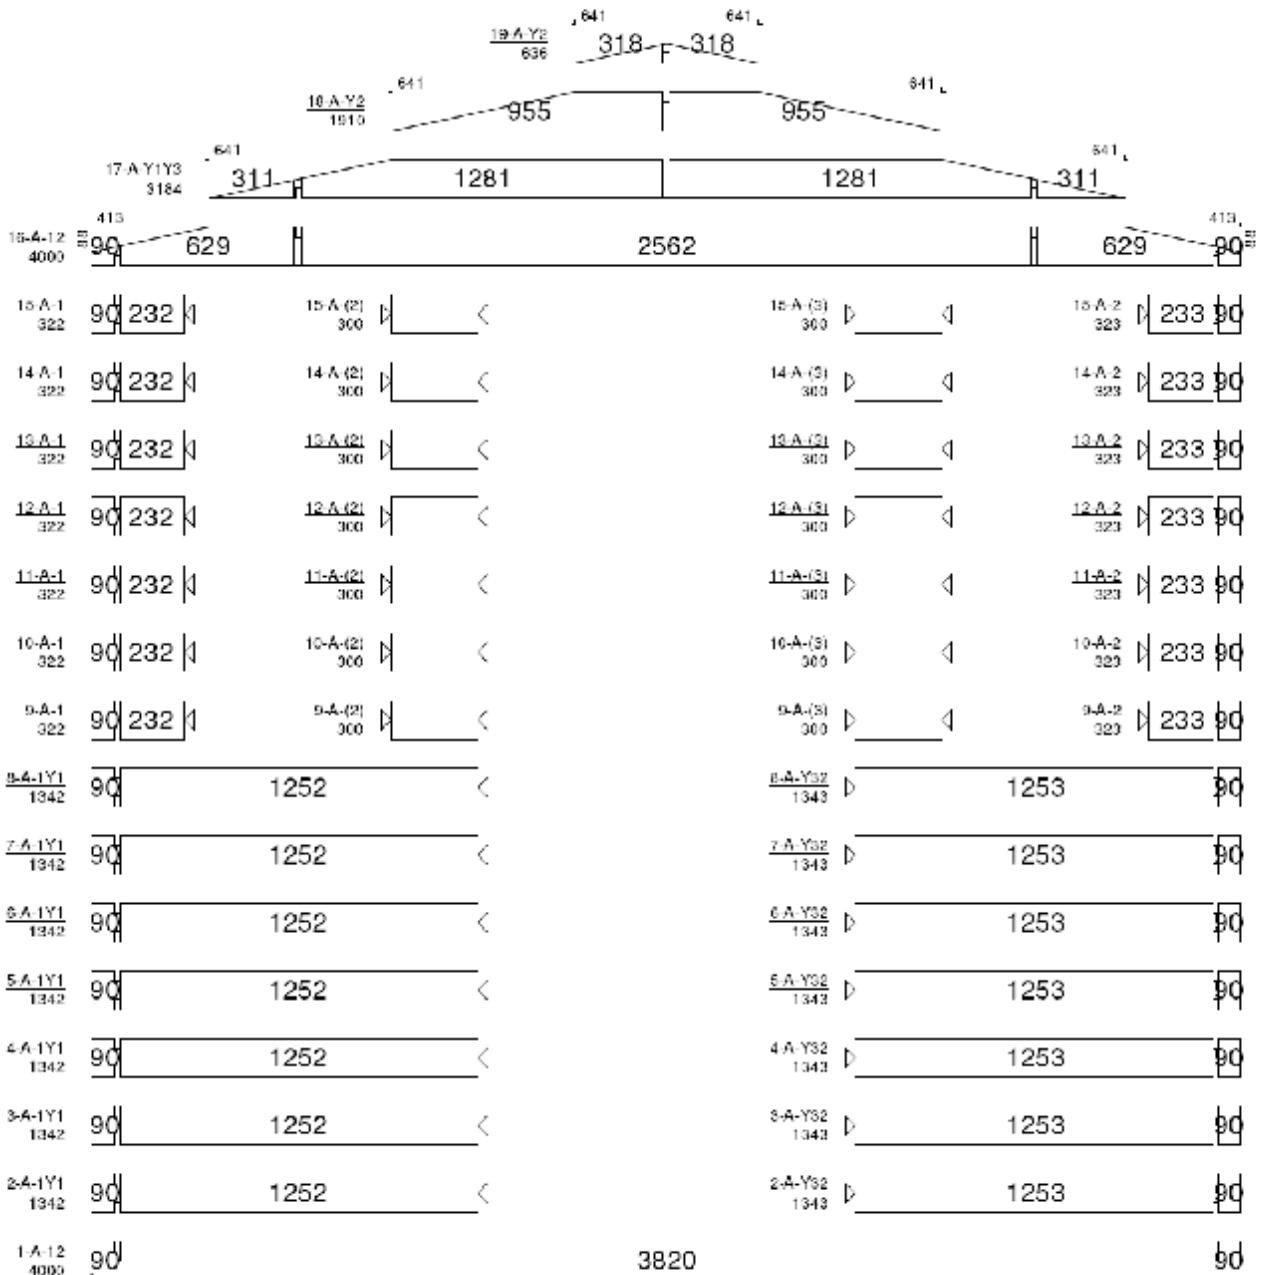 641 641
19-A-Y2 318 318
636
641 641
18-A-Y2 955 955
1910
641 641
17-A-Y1Y3 311 1281 1281 311
3184
413 413
16-A-12 90 629 2562 629 90
4000
15-A-1 90 232 15-A-(2) 15-A-(3) 15-A-2 233 90
322 300 300 323
14-A-1 90 232 14-A-(2) 14-A-(3) 14-A-2 233 90
322 300 300 323
13-A-1 90 232 13-A-(2) 13-A-(3) 13-A-2 233 90
322 300 300 323
12-A-1 90 232 12-A-(2) 12-A-(3) 12-A-2 233 90
322 300 300 323
11-A-1 90 232 11-A-(2) 11-A-(3) 11-A-2 233 90
322 300 300 323
10-A-1 90 232 10-A-(2) 10-A-(3) 10-A-2 233 90
322 300 300 323
9-A-1 90 232 9-A-(2) 9-A-(3) 9-A-2 233 90
322 300 300 323
8-A-1Y1 90 1252 8-A-Y32 1253 90
1342 1343
7-A-1Y1 90 1252 7-A-Y32 1253 90
1342 1343
6-A-1Y1 90 1252 6-A-Y32 1253 90
1342 1343
5-A-1Y1 90 1252 5-A-Y32 1253 90
1342 1343
4-A-1Y1 90 1252 4-A-Y32 1253 90
1342 1343
3-A-1Y1 90 1252 3-A-Y32 1253 90
1342 1343
2-A-1Y1 90 1252 2-A-Y32 1253 90
1342 1343
1-A-12 90 3820 90
4000